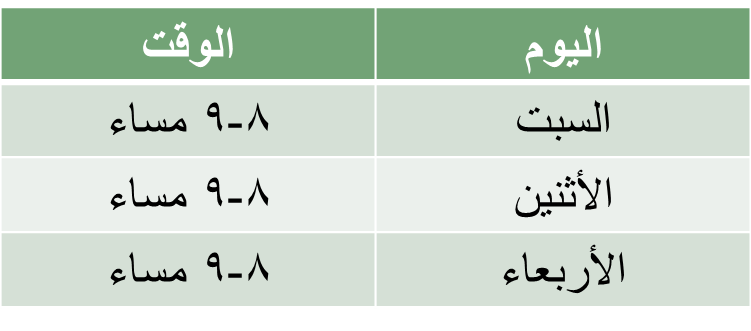 اليوم الوقت
السبت ٨-٩ مساء
الأثنين ٨-٩ مساء
الأربعاء ٨-٩ مساء